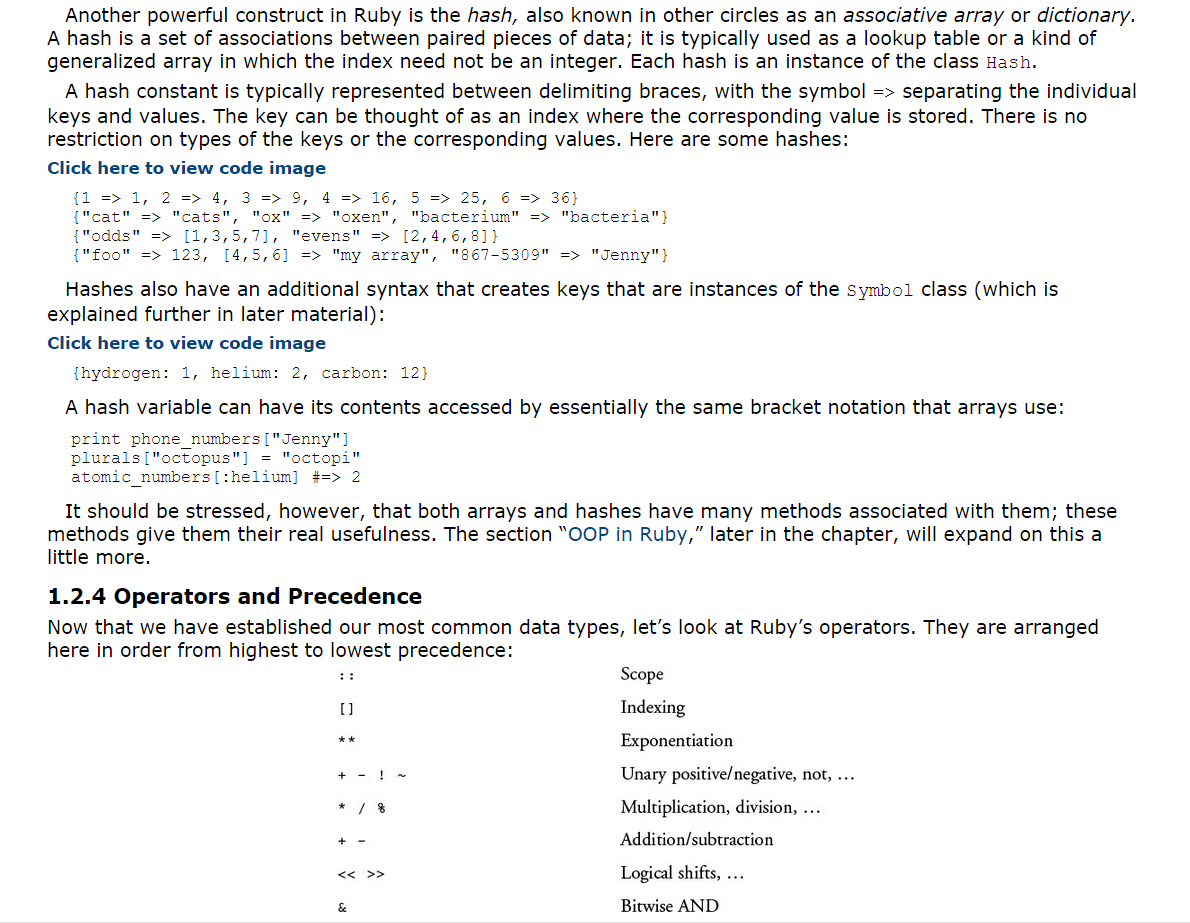 Another powerful construct in Ruby is the hash, also known in other circles as an associative array or dictionary.
A hash is a set of associations between paired pieces of data; it is typically used as a lookup table or a kind of
generalized array in which the index need not be an integer. Each hash is an instance of the class Hash.
A hash constant is typically represented between delimiting braces, with the symbol => separating the individual
keys and values. The key can be thought of as an index where the corresponding value is stored. There is no
restriction on types of the keys or the corresponding values. Here are some hashes:
Click here to view code image
{1 => 1, 2 => 4, 3 => 9, 4 => 16, 5 => 25, 6 => 36}
{"cat" => "cats", "ox" => "oxen", "bacterium" => "bacteria"}
{"odds" => [1,3,5,7], "evens" => [2,4,6,8]}
{"foo" => 123, [4,5,6] => "my array", "867-5309" => "Jenny"}
Hashes also have an additional syntax that creates keys that are instances of the Symbol class (which is
explained further in later material):
Click here to view code image
{hydrogen: 1, helium: 2, carbon: 12}
A hash variable can have its contents accessed by essentially the same bracket notation that arrays use:
print phone_numbers["Jenny"]
plurals["octopus"] = "octopi"
atomic_numbers[:helium] #=> 2
It should be stressed, however, that both arrays and hashes have many methods associated with them; these
methods give them their real usefulness. The section “OOP in Ruby,” later in the chapter, will expand on this a
little more.
1.2.4 Operators and Precedence
Now that we have established our most common data types, let’s look at Ruby’s operators. They are arranged
here in order from highest to lowest precedence:
:: Scope
[] Indexing
** Exponentiation
+ - ! ~ Unary positive/negative, not, …
* / % Multiplication, division, …
+ - Addition/subtraction
<< >> Logical shifts, …
& Bitwise AND